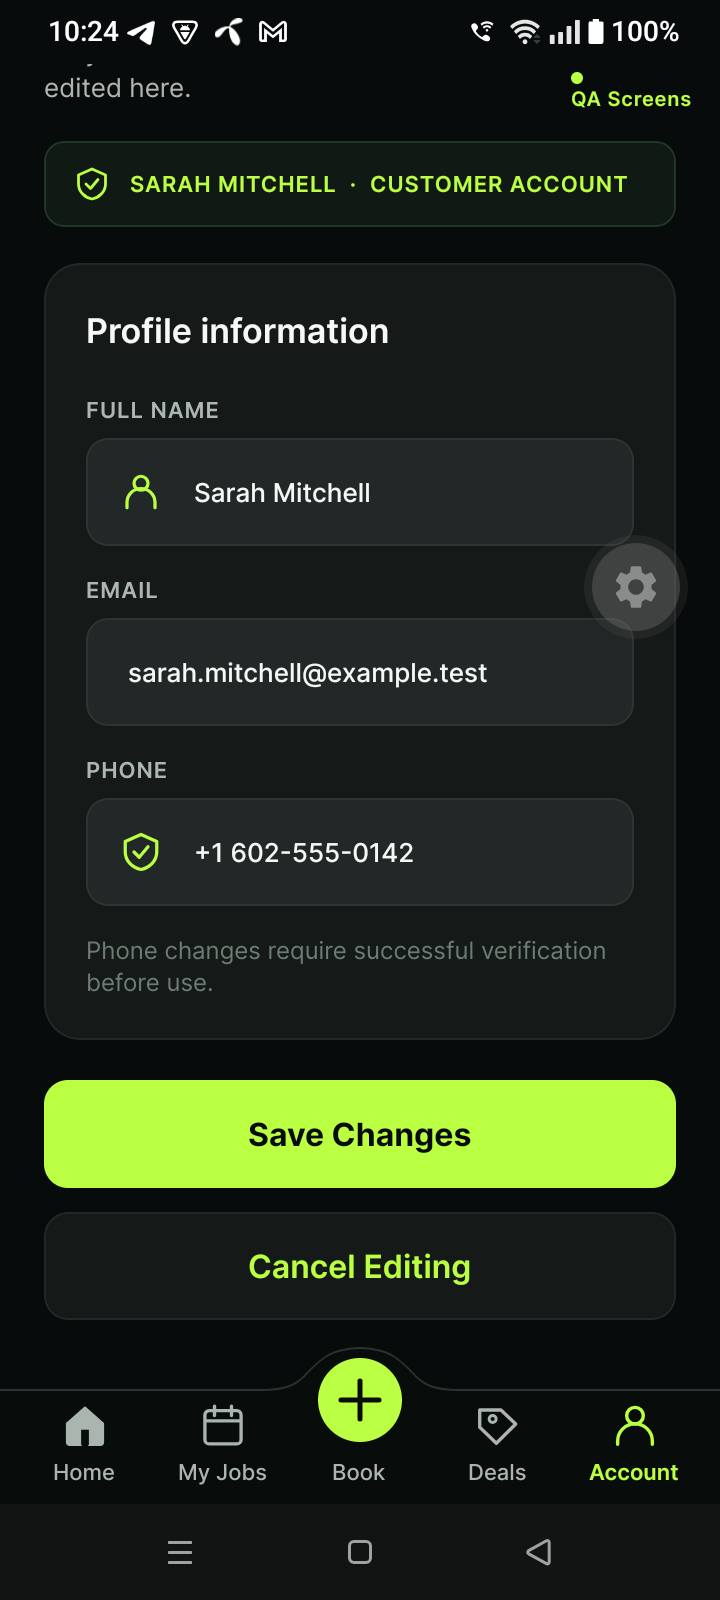 10:24
100%
edited here.
QA Screens
SARAH MITCHELL · CUSTOMER ACCOUNT
Profile information
FULL NAME
Sarah Mitchell
EMAIL
sarah.mitchell@example.test
PHONE
+1 602-555-0142
Phone changes require successful verification
before use.
Save Changes
Cancel Editing
Home
My Jobs
Book
Deals
Account